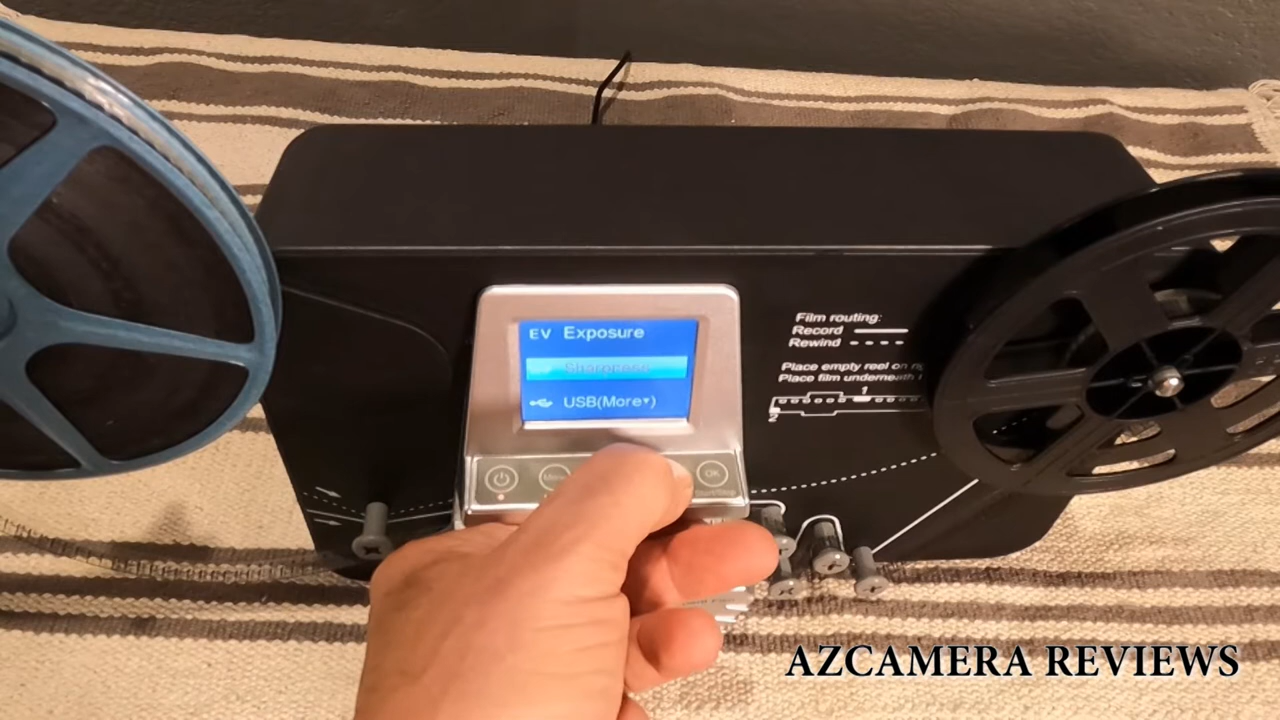 EV Exposure
Sharpness
USB(More▾)
Film routing:
Record
Rewind
Place empty reel on
Place film underneath
1
2
OK
AZCAMERA REVIEWS